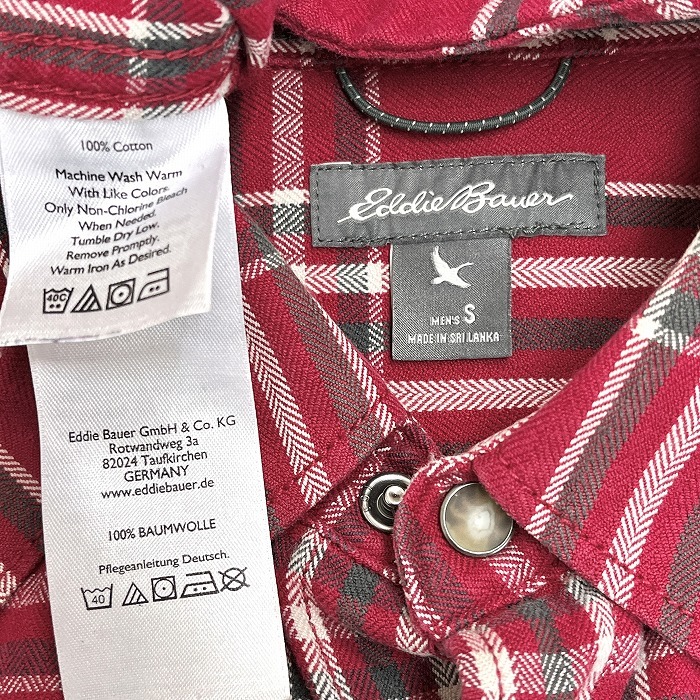 100% Cotton
Machine Wash Warm
With Like Colors.
Only Non-Chlorine Bleach
When Needed.
Tumble Dry Low.
Remove Promptly.
Warm Iron As Desired.
40C
Eddie Bauer GmbH & Co. KG
Rotwandweg 3a
82024 Taufkirchen
GERMANY
www.eddiebauer.de
100% BAUMWOLLE
Pflegeanleitung Deutsch.
40
Eddie Bauer
MEN'S S
MADE IN SRI LANKA